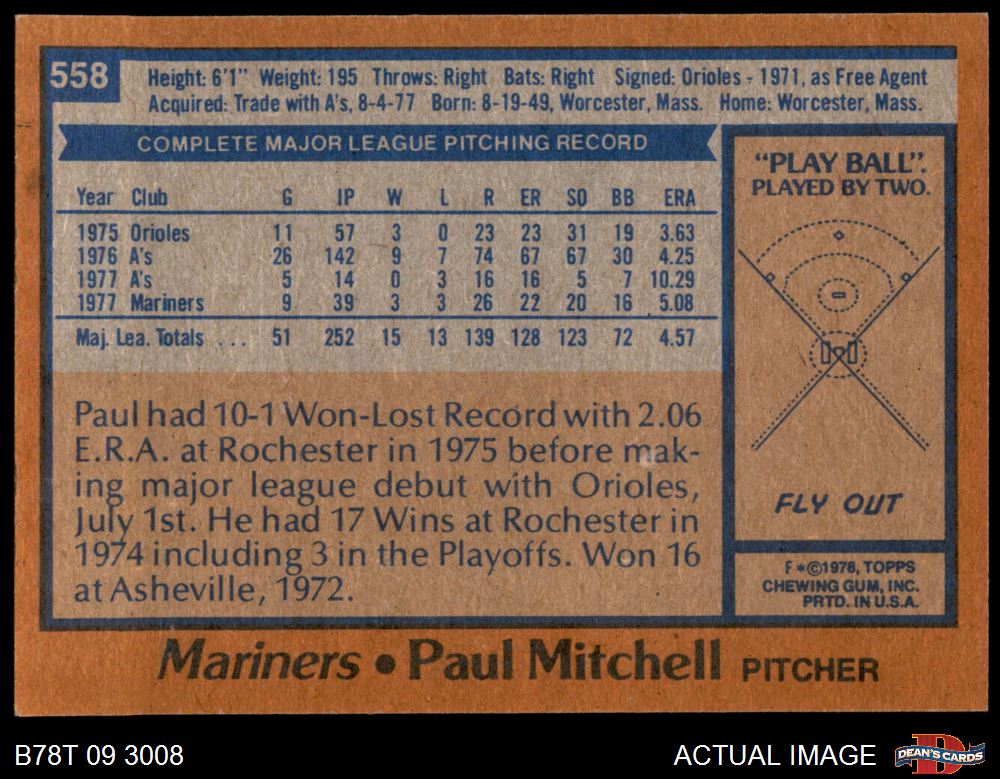 558
Height: 6'1" Weight: 195 Throws: Right Bats: Right Signed: Orioles - 1971, as Free Agent
Acquired: Trade with A's, 8-4-77 Born: 8-19-49, Worcester, Mass. Home: Worcester, Mass.
COMPLETE MAJOR LEAGUE PITCHING RECORD
Year Club G IP W L R ER SO BB ERA
1975 Orioles 11 57 3 0 23 23 31 19 3.63
1976 A's 26 142 9 7 74 67 67 30 4.25
1977 A's 5 14 0 3 16 16 5 7 10.29
1977 Mariners 9 39 3 3 26 22 20 16 5.08
Maj. Lea. Totals ... 51 252 15 13 139 128 123 72 4.57
Paul had 10-1 Won-Lost Record with 2.06
E.R.A. at Rochester in 1975 before mak-
ing major league debut with Orioles,
July 1st. He had 17 Wins at Rochester in
1974 including 3 in the Playoffs. Won 16
at Asheville, 1972.
"PLAY BALL".
PLAYED BY TWO.
FLY OUT
F*©1978, TOPPS
CHEWING GUM, INC.
PRTD. IN U.S.A.
Mariners • Paul Mitchell PITCHER
B78T 09 3008
ACTUAL IMAGE
DEAN'S CARDS